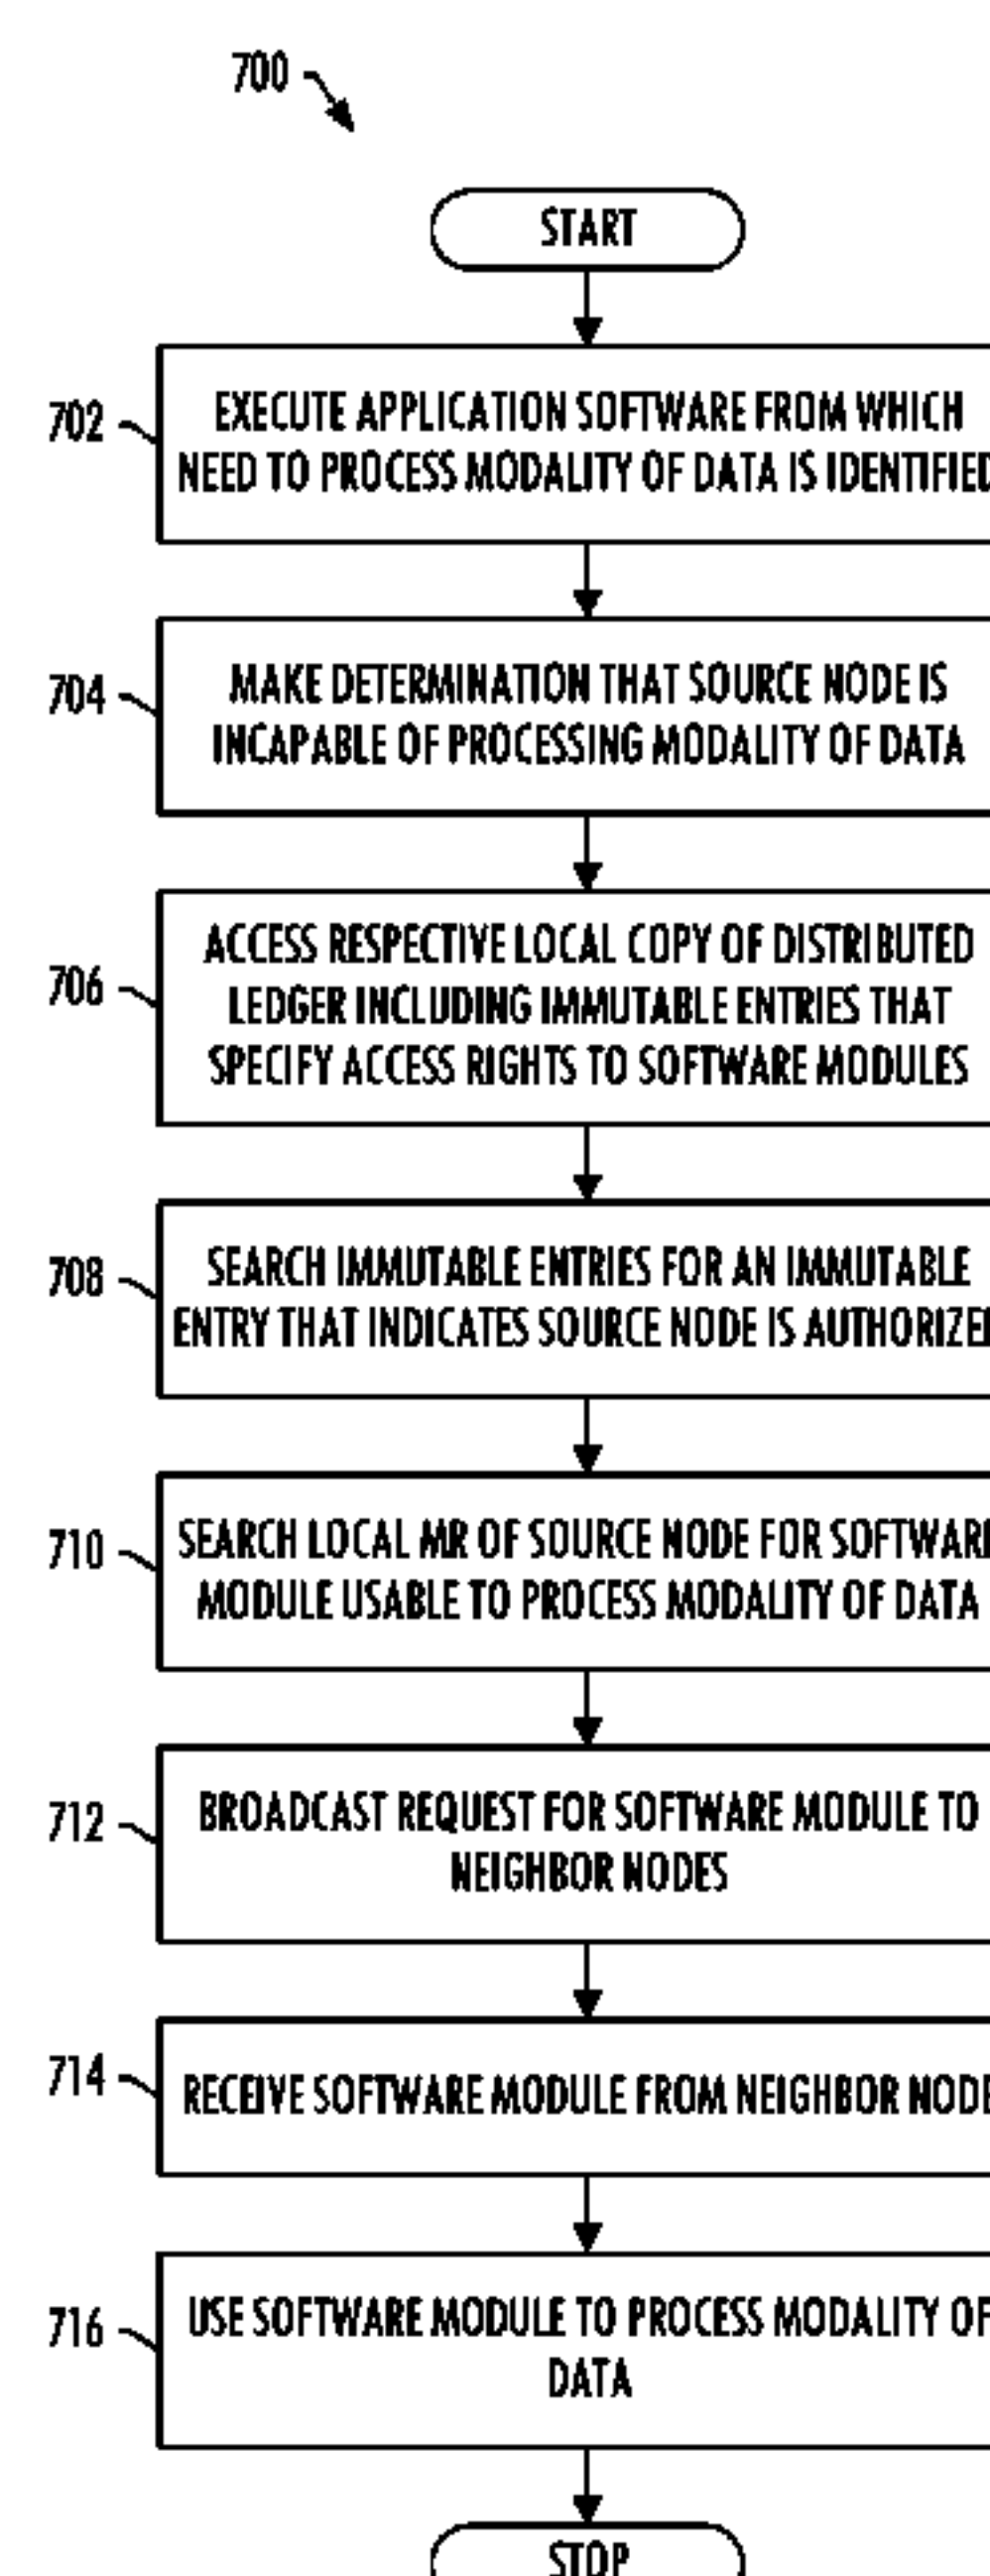 700
START
702
EXECUTE APPLICATION SOFTWARE FROM WHICH
NEED TO PROCESS MODALITY OF DATA IS IDENTIFIED
704
MAKE DETERMINATION THAT SOURCE NODE IS
INCAPABLE OF PROCESSING MODALITY OF DATA
706
ACCESS RESPECTIVE LOCAL COPY OF DISTRIBUTED
LEDGER INCLUDING IMMUTABLE ENTRIES THAT
SPECIFY ACCESS RIGHTS TO SOFTWARE MODULES
708
SEARCH IMMUTABLE ENTRIES FOR AN IMMUTABLE
ENTRY THAT INDICATES SOURCE NODE IS AUTHORIZED
710
SEARCH LOCAL MR OF SOURCE NODE FOR SOFTWARE
MODULE USABLE TO PROCESS MODALITY OF DATA
712
BROADCAST REQUEST FOR SOFTWARE MODULE TO
NEIGHBOR NODES
714
RECEIVE SOFTWARE MODULE FROM NEIGHBOR NODE
716
USE SOFTWARE MODULE TO PROCESS MODALITY OF
DATA
STOP